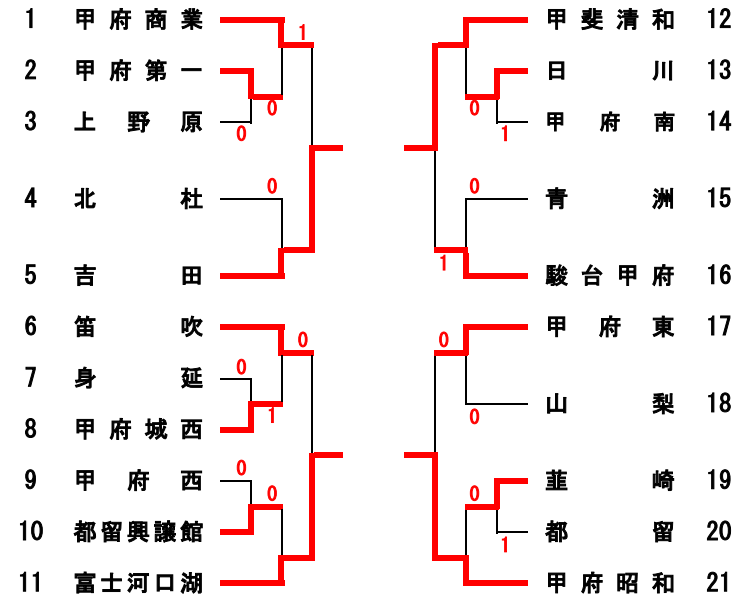 1 甲府商業
1
2 甲府第一
0
3 上野原
0
4 北杜
0
5 吉田
6 笛吹
0
7 身延
0
8 甲府城西
1
9 甲府西
0
10 都留興譲館
0
11 富士河口湖
甲斐清和 12
日川 13
0
甲府南 14
1
青洲 15
0
駿台甲府 16
1
甲府東 17
0
山梨 18
0
韮崎 19
0
都留 20
1
甲府昭和 21